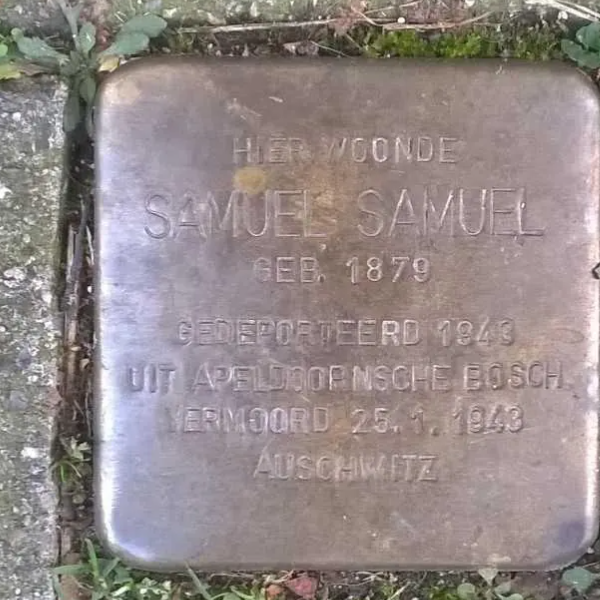 HIER WOONDE
SAMUEL SAMUEL
GEB. 1879
GEDEPORTEERD 1943
UIT APELDOORNSCHE BOSCH
VERMOORD 25.1.1943
AUSCHWITZ